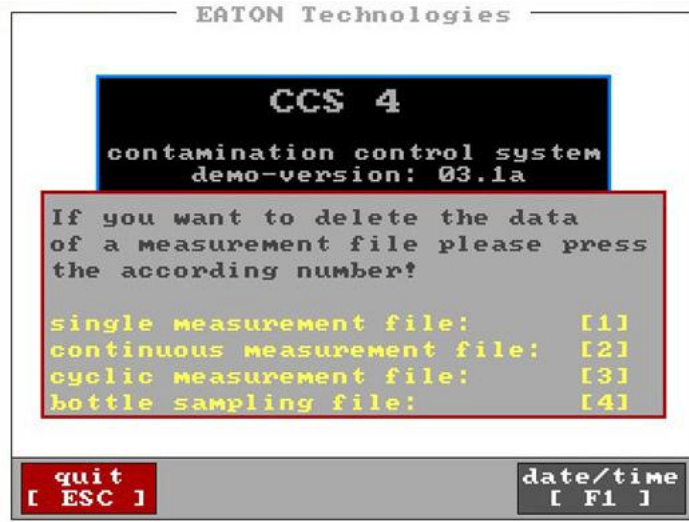 EATON Technologies
CCS 4
contamination control system
demo-version: 03.1a
If you want to delete the data
of a measurement file please press
the according number!
single measurement file: [1]
continuous measurement file: [2]
cyclic measurement file: [3]
bottle sampling file: [4]
quit
[ ESC ]
date/time
[ F1 ]